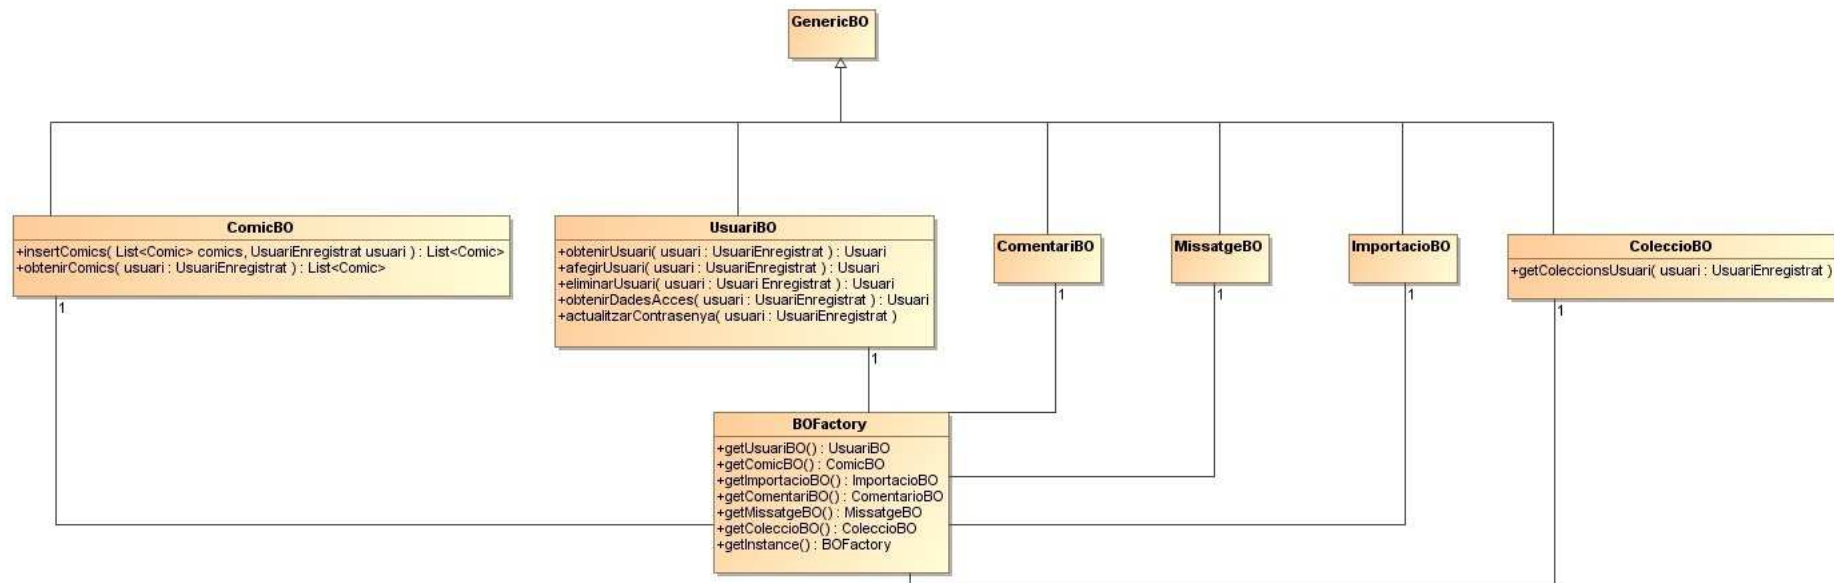 GenericBO
ComicBO
+insertComics( List<Comic> comics, UsuariEnregistrat usuari ) : List<Comic>
+obtenirComics( usuari : UsuariEnregistrat ) : List<Comic>
1
UsuariBO
+obtenirUsuari( usuari : UsuariEnregistrat ) : Usuari
+afegirUsuari( usuari : UsuariEnregistrat ) : Usuari
+eliminarUsuari( usuari : Usuari Enregistrat ) : Usuari
+obtenirDadesAcces( usuari : UsuariEnregistrat ) : Usuari
+actualitzarContrasenya( usuari : UsuariEnregistrat )
1
ComentariBO
1
MissatgeBO
1
ImportacioBO
1
ColeccioBO
+getColeccionsUsuari( usuari : UsuariEnregistrat )
1
BOFactory
+getUsuariBO() : UsuariBO
+getComicBO() : ComicBO
+getImportacioBO() : ImportacioBO
+getComentariBO() : ComentarioBO
+getMissatgeBO() : MissatgeBO
+getColeccioBO() : ColeccioBO
+getInstance() : BOFactory